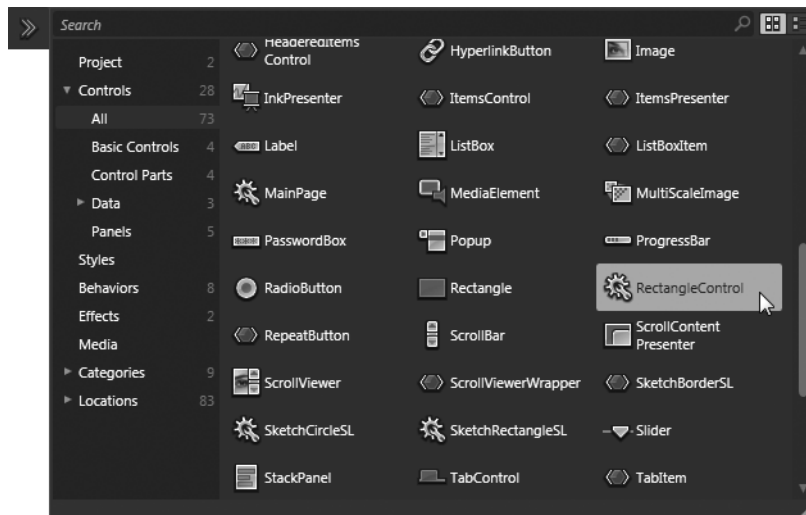 Search
Project 2
Controls 28
All 73
Basic Controls 4
Control Parts 4
Data 3
Panels 5
Styles
Behaviors 8
Effects 2
Media
Categories 9
Locations 83
HeaderedItems
Control
HyperlinkButton
Image
InkPresenter
ItemsControl
ItemsPresenter
ABC Label
ListBox
ListBoxItem
MainPage
MediaElement
MultiScaleImage
PasswordBox
Popup
ProgressBar
RadioButton
Rectangle
RectangleControl
RepeatButton
ScrollBar
ScrollContent
Presenter
ScrollViewer
ScrollViewerWrapper
SketchBorderSL
SketchCircleSL
SketchRectangleSL
Slider
StackPanel
TabControl
TabItem